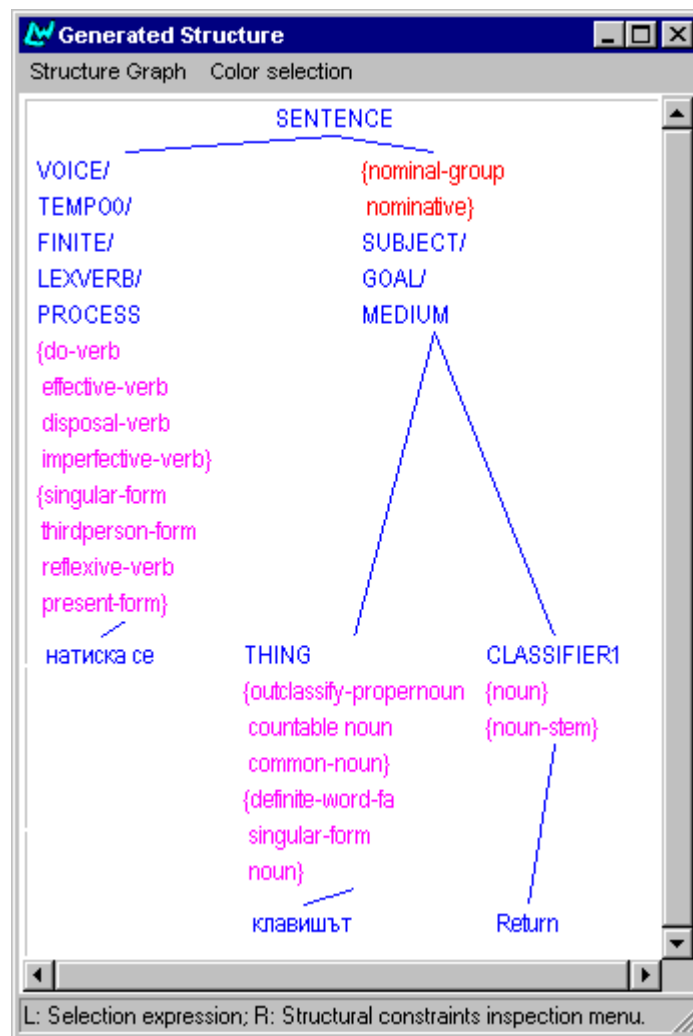 Generated Structure
Structure Graph Color selection
SENTENCE
VOICE/ {nominal-group
TEMPO0/ nominative}
FINITE/ SUBJECT/
LEXVERB/ GOAL/
PROCESS MEDIUM
{do-verb
effective-verb
disposal-verb
imperfective-verb}
{singular-form
thirdperson-form
reflexive-verb
present-form}
натиска се THING CLASSIFIER1
{outclassify-propernoun {noun}
countable noun {noun-stem}
common-noun}
{definite-word-fa
singular-form
noun}
клавишът Return
L: Selection expression; R: Structural constraints inspection menu.